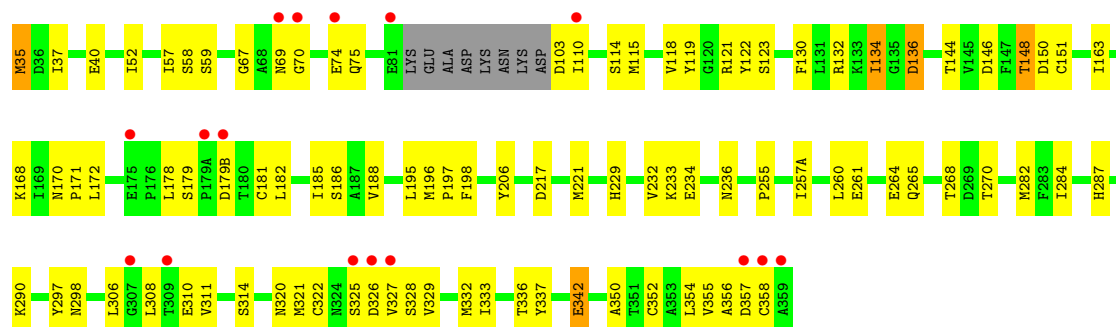 M35 D36 I37 E40 I52 I57 S58 S59 G67 A68 N69 G70 E74 Q75 E81 LYS GLU ALA ASP LYS ASN LYS ASP D103 I110 S114 M115 V118 Y119 G120 R121 Y122 S123 F130 L131 R132 K133 I134 G135 D136 T144 V145 D146 F147 T148 D150 C151 I163
K168 I169 N170 P171 L172 E175 P176 L178 S179 P179A D179B T180 C181 L182 I185 S186 A187 V188 L195 M196 P197 F198 Y206 D217 M221 H229 V232 K233 E234 N236 P255 I257A L260 E261 E264 Q265 T268 D269 T270 M282 F283 I284 H287
K290 Y297 N298 L306 G307 L308 T309 E310 V311 S314 N320 M321 C322 N324 S325 D326 V327 S328 V329 M332 I333 T336 Y337 E342 A350 T351 C352 A353 L354 V355 A356 D357 C358 A359